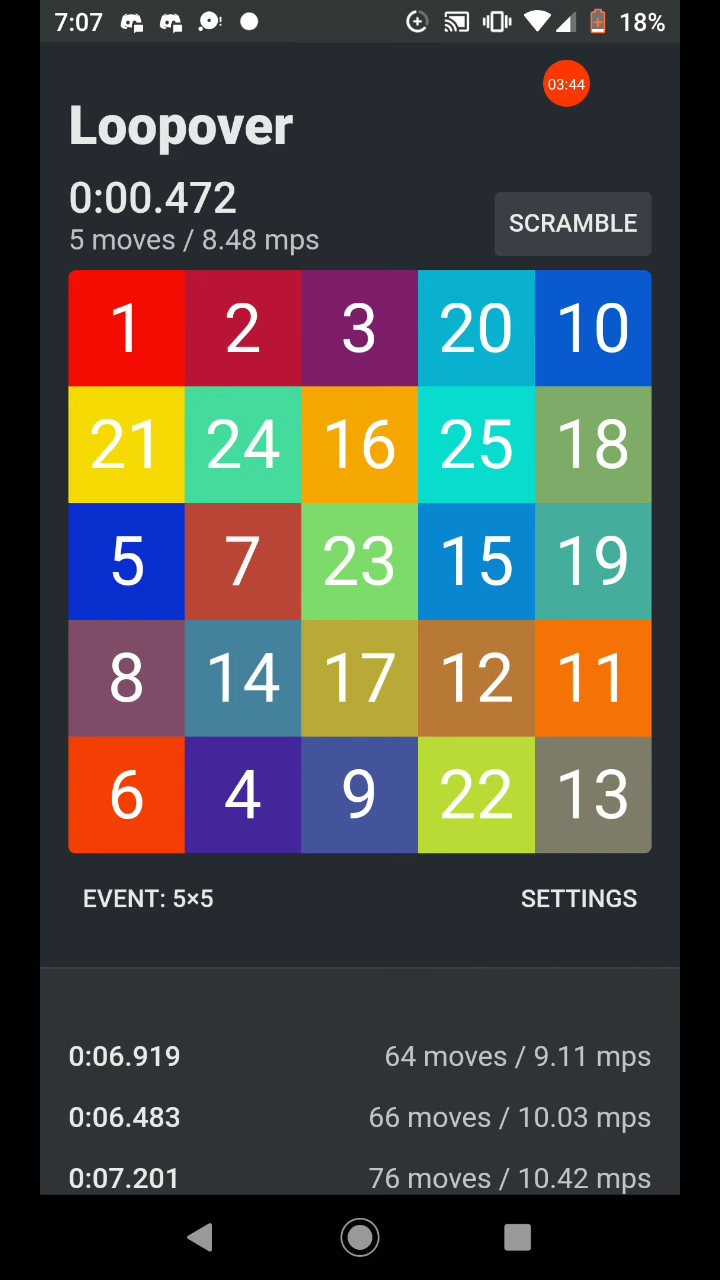 7:07 18%
03:44
Loopover
0:00.472
5 moves / 8.48 mps
SCRAMBLE
1 2 3 20 10
21 24 16 25 18
5 7 23 15 19
8 14 17 12 11
6 4 9 22 13
EVENT: 5×5 SETTINGS
0:06.919 64 moves / 9.11 mps
0:06.483 66 moves / 10.03 mps
0:07.201 76 moves / 10.42 mps